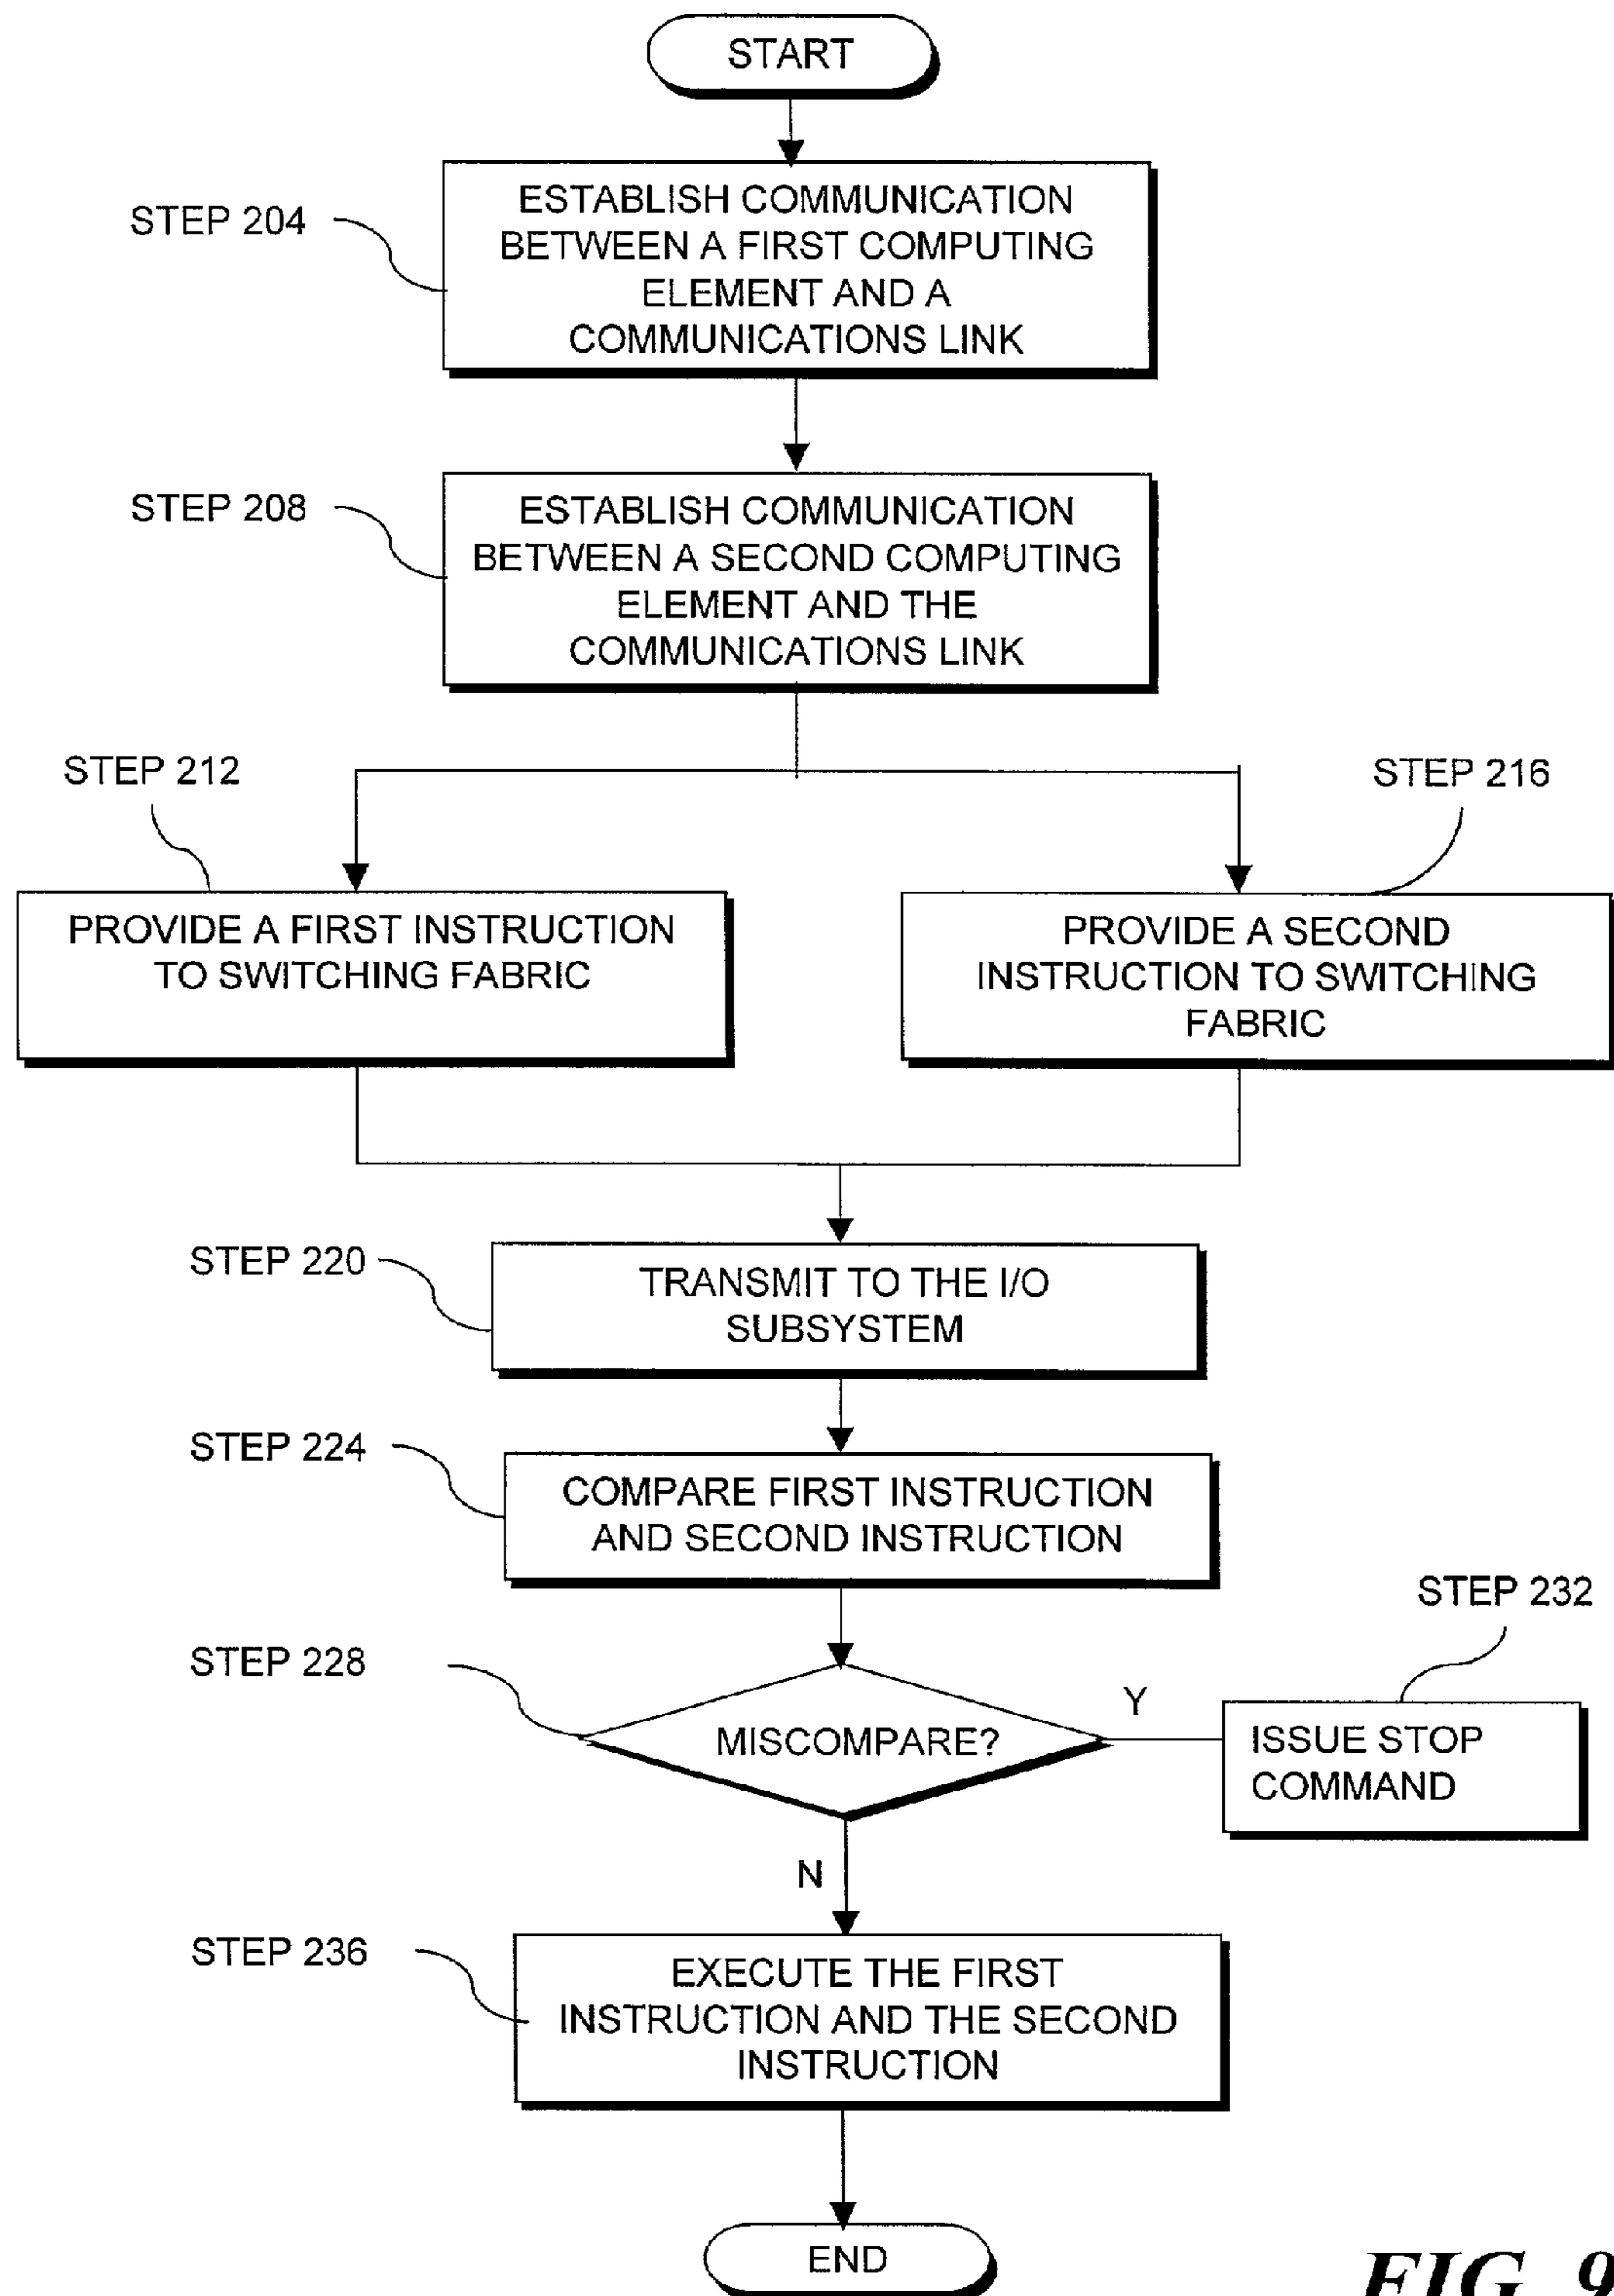 START
STEP 204
ESTABLISH COMMUNICATION
BETWEEN A FIRST COMPUTING
ELEMENT AND A
COMMUNICATIONS LINK
STEP 208
ESTABLISH COMMUNICATION
BETWEEN A SECOND COMPUTING
ELEMENT AND THE
COMMUNICATIONS LINK
STEP 212
STEP 216
PROVIDE A FIRST INSTRUCTION
TO SWITCHING FABRIC
PROVIDE A SECOND
INSTRUCTION TO SWITCHING
FABRIC
STEP 220
TRANSMIT TO THE I/O
SUBSYSTEM
STEP 224
COMPARE FIRST INSTRUCTION
AND SECOND INSTRUCTION
STEP 232
STEP 228
MISCOMPARE?
Y
ISSUE STOP
COMMAND
N
STEP 236
EXECUTE THE FIRST
INSTRUCTION AND THE SECOND
INSTRUCTION
END
FIG. 9